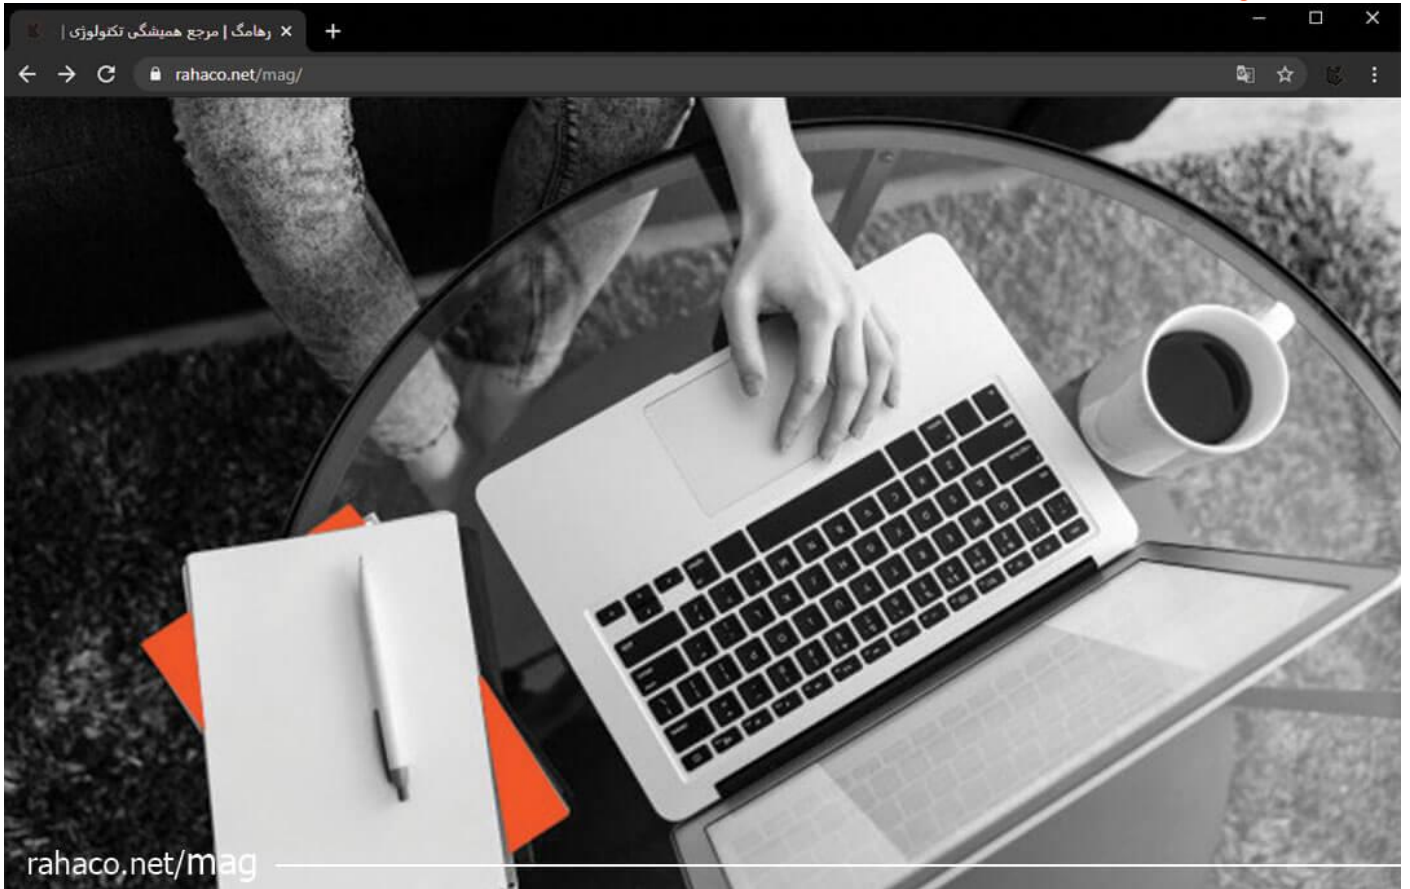 رهامگ | مرجع همیشگی تکنولوژی |
rahaco.net/mag/
rahaco.net/mag